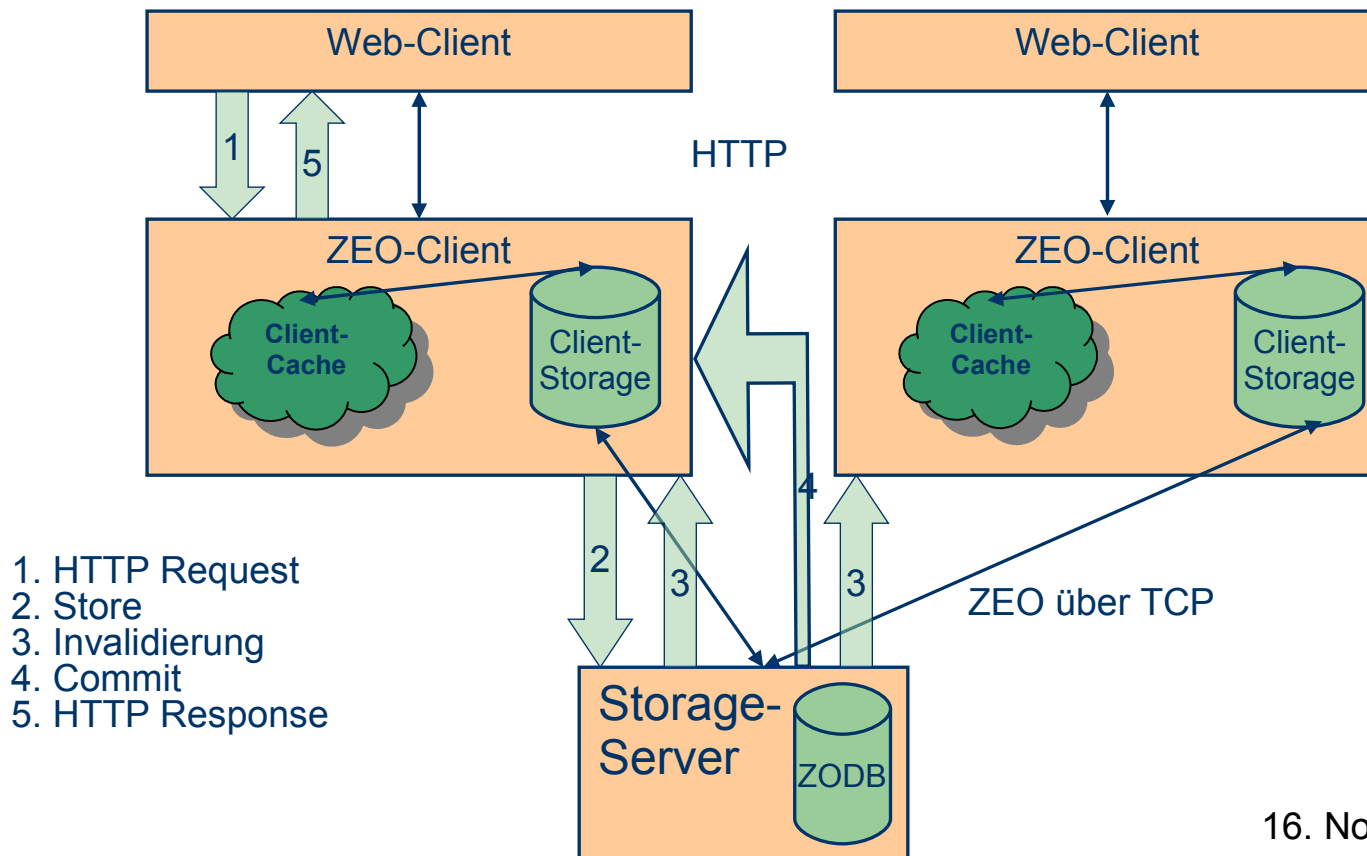 Web-Client
Web-Client
1
5
HTTP
ZEO-Client
ZEO-Client
Client-
Cache
Client-
Storage
Client-
Cache
Client-
Storage
4
2
3
3
1. HTTP Request
2. Store
3. Invalidierung
4. Commit
5. HTTP Response
ZEO über TCP
Storage-
Server
ZODB
16. No